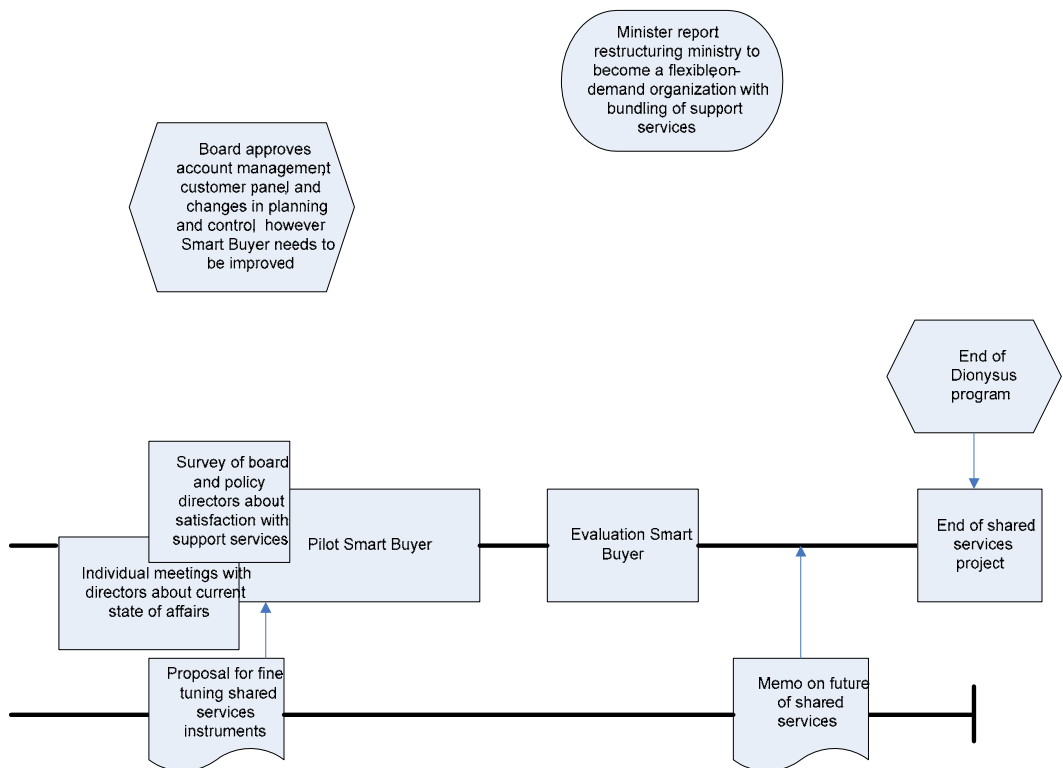 Minister report
restructuring ministry to
become a flexible,on-
demand organization with
bundling of support
services
Board approves
account management,
customer panel, and
changes in planning
and control, however
Smart Buyer needs to
be improved
End of
Dionysus
program
Survey of board
and policy
directors about
satisfaction with
support services
Pilot Smart Buyer
Evaluation Smart
Buyer
End of shared
services
project
Individual meetings with
directors about current
state of affairs
Proposal for fine
tuning shared
services
instruments
Memo on future
of shared
services